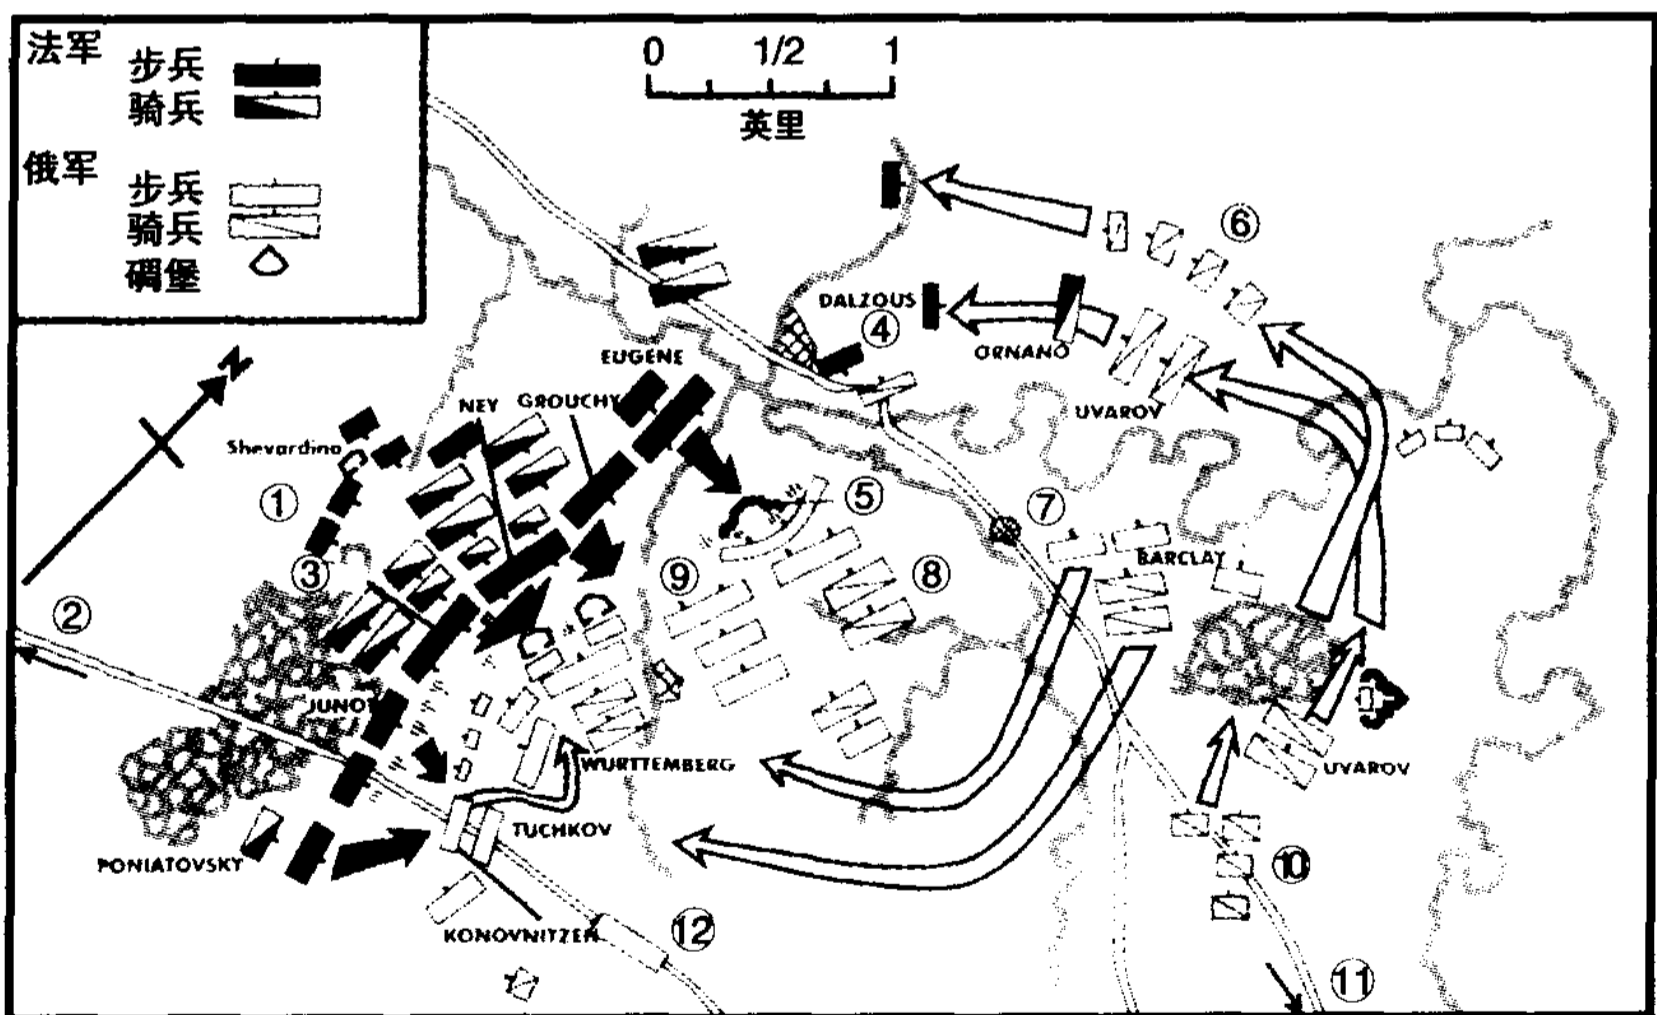 法军
步兵
骑兵
俄军
步兵
骑兵
碉堡
0 1/2 1
英里
N
⑥
DALZOUS
④
ORNANO
EUGENE
NEY GROUCHY
UVAROV
Shevardino
①
⑤
⑦
BARCLAY
③
⑨
⑧
②
JUNOT
WURTTEMBERG
UVAROV
TUCHKOV
PONIATOVSKY
⑩
KONOVNITZEN
⑫
⑪